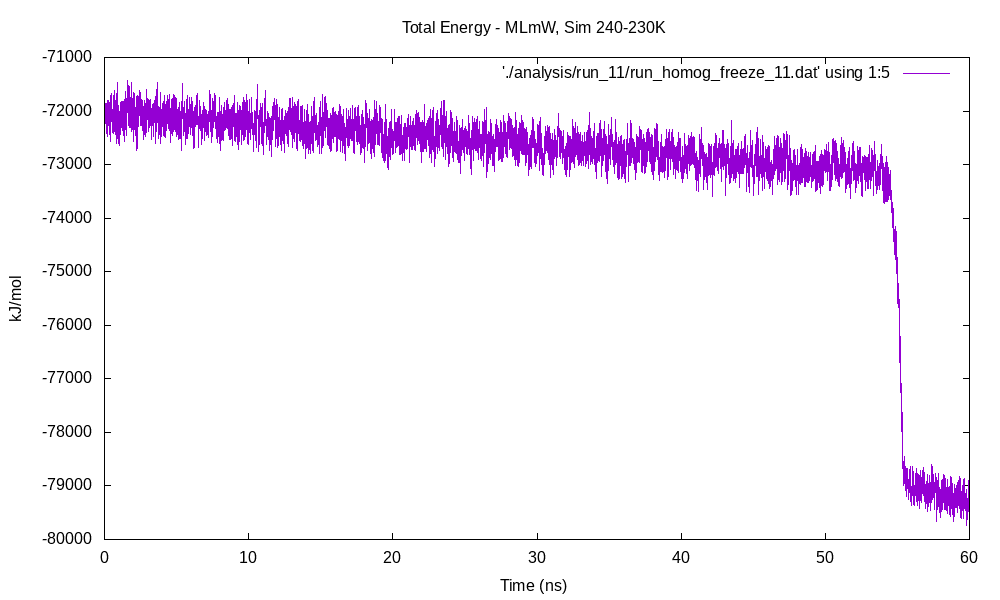 Total Energy - MLmW, Sim 240-230K
'./analysis/run_11/run_homog_freeze_11.dat' using 1:5
-71000
-72000
-73000
-74000
-75000
-76000
-77000
-78000
-79000
-80000
kJ/mol
0 10 20 30 40 50 60
Time (ns)